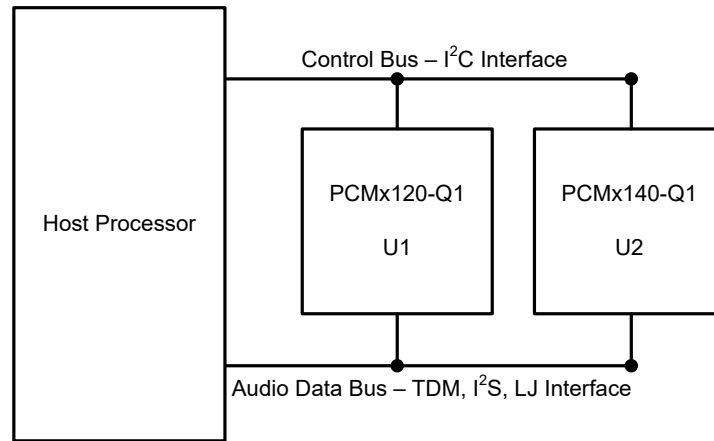 Control Bus – I²C Interface
PCMx120-Q1
U1
PCMx140-Q1
U2
Host Processor
Audio Data Bus – TDM, I²S, LJ Interface